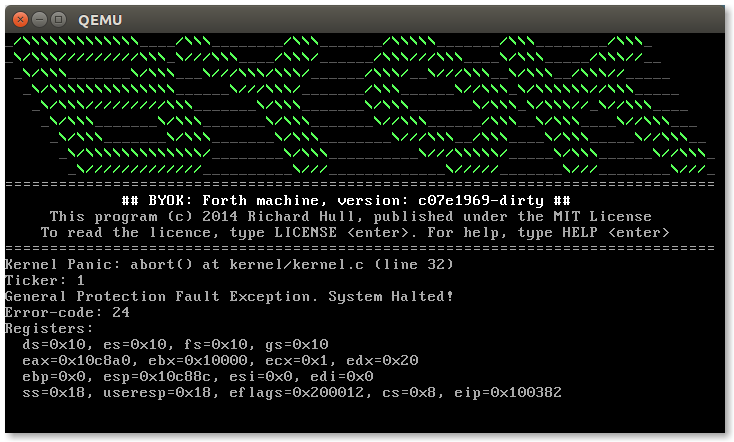 QEMU
BYOK
================================================================================
## BYOK: Forth machine, version: c07e1969-dirty ##
This program (c) 2014 Richard Hull, published under the MIT License
To read the licence, type LICENSE <enter>. For help, type HELP <enter>
================================================================================
Kernel Panic: abort() at kernel/kernel.c (line 32)
Ticker: 1
General Protection Fault Exception. System Halted!
Error-code: 24
Registers:
ds=0x10, es=0x10, fs=0x10, gs=0x10
eax=0x10c8a0, ebx=0x10000, ecx=0x1, edx=0x20
ebp=0x0, esp=0x10c88c, esi=0x0, edi=0x0
ss=0x18, useresp=0x18, eflags=0x200012, cs=0x8, eip=0x100382